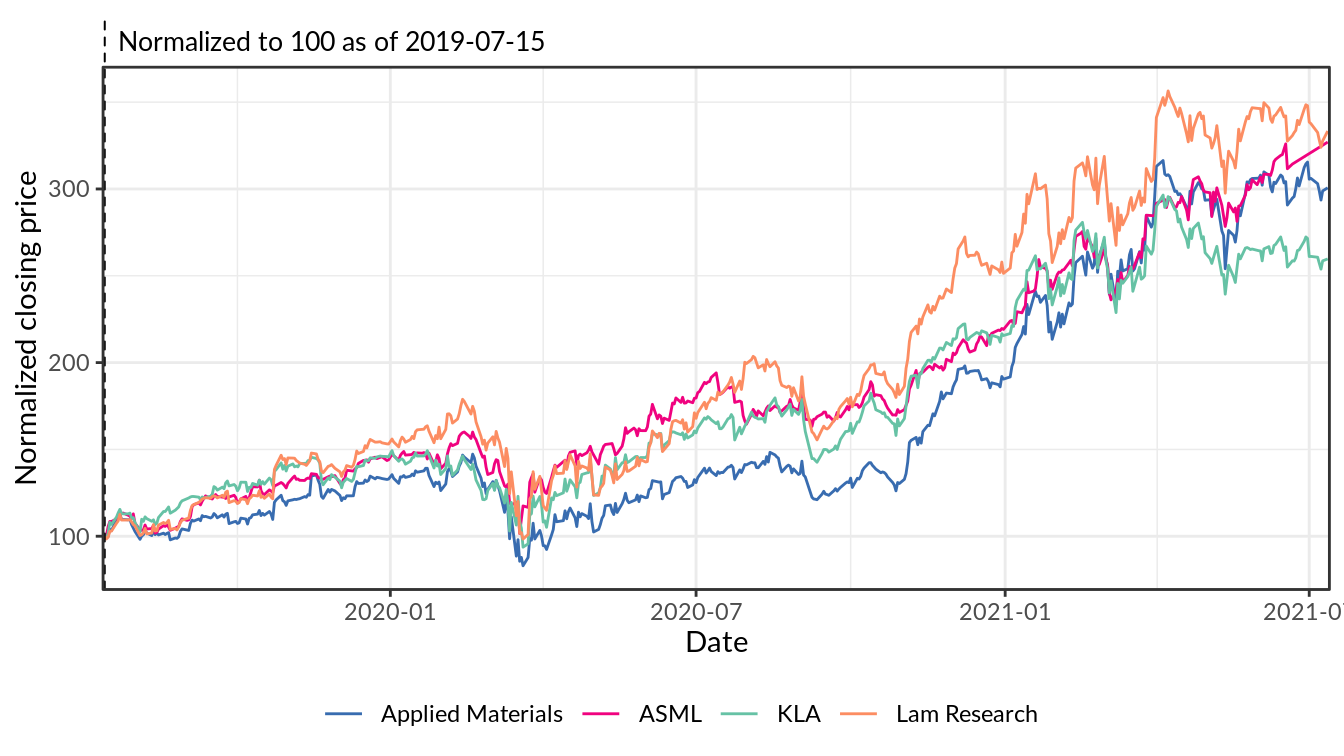 Normalized to 100 as of 2019-07-15
Normalized closing price
300
200
100
2020-01 2020-07 2021-01 2021-0
Date
Applied Materials ASML KLA Lam Research